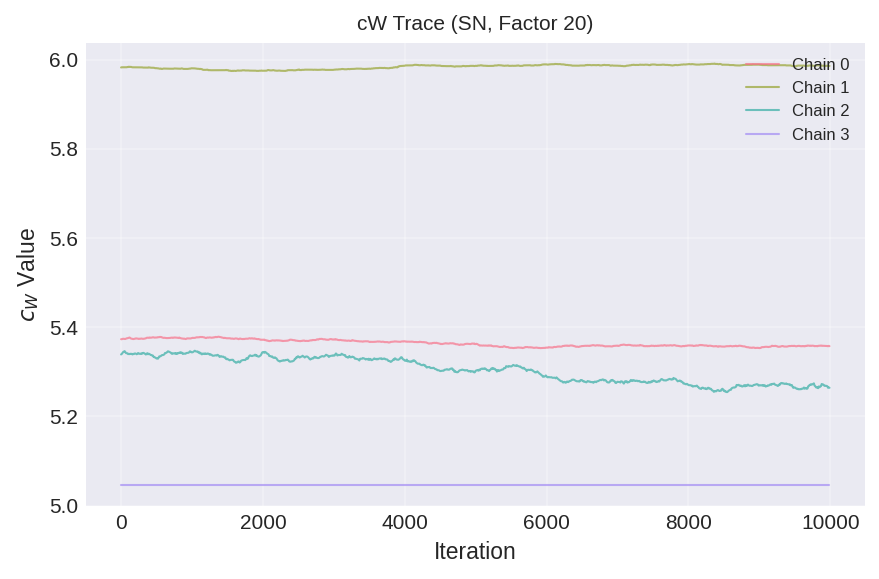 cW Trace (SN, Factor 20)
6.0
5.8
5.6
5.4
5.2
5.0
c_W Value
Chain 0
Chain 1
Chain 2
Chain 3
0 2000 4000 6000 8000 10000
Iteration